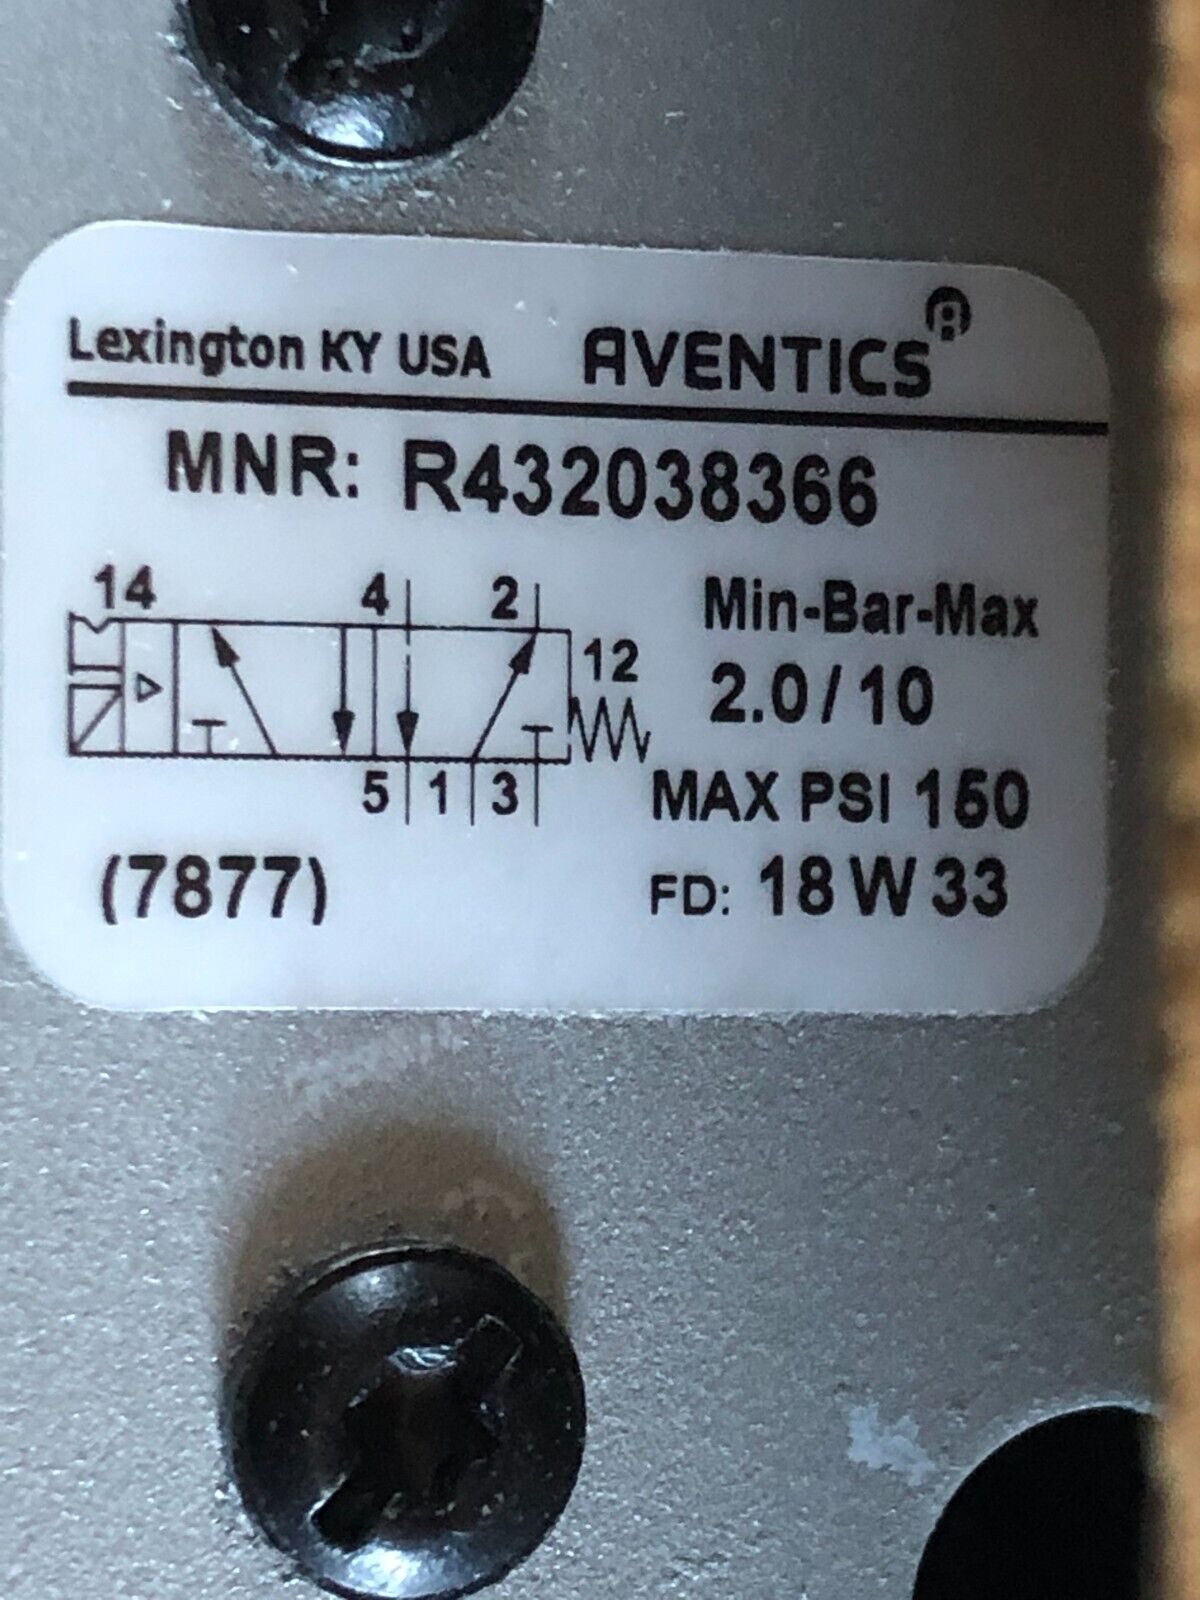 Lexington KY USA AVENTICS
MNR: R432038366
14 4 2
Min-Bar-Max
12
2.0 / 10
5 1 3
MAX PSI 150
(7877)
FD: 18 W 33